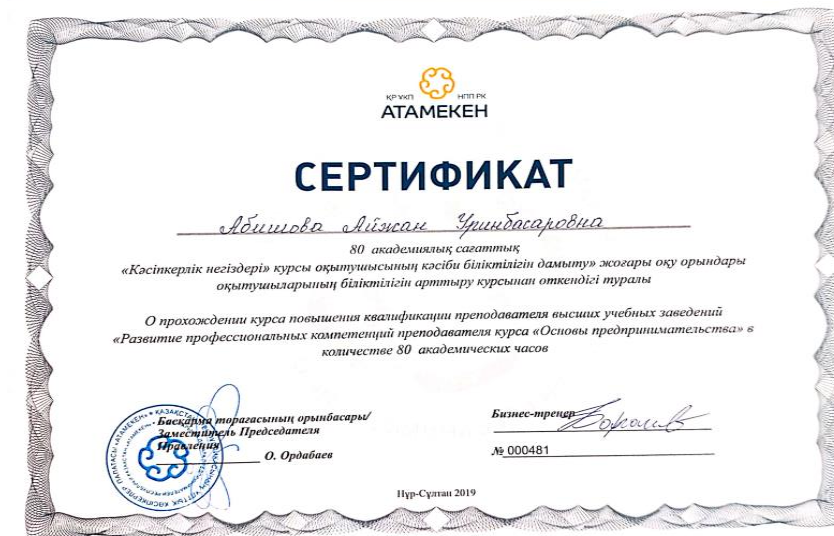 ҚР ҰКП НПП РК
АТАМЕКЕН
СЕРТИФИКАТ
Абишова Айжан Уринбасаровна
80 академиялық сағаттық
«Кәсіпкерлік негіздері» курсы оқытушысының кәсіби біліктілігін дамыту» жоғары оқу орындары
оқытушыларының біліктілігін арттыру курсынан өткендігі туралы
О прохождении курса повышения квалификации преподавателя высших учебных заведений
«Развитие профессиональных компетенций преподавателя курса «Основы предпринимательства» в
количестве 80 академических часов
Басқарма төрағасының орынбасары/
Заместитель Председателя
Правления
О. Ордабаев
Бизнес-тренер
№ 000481
Нұр-Сұлтан 2019